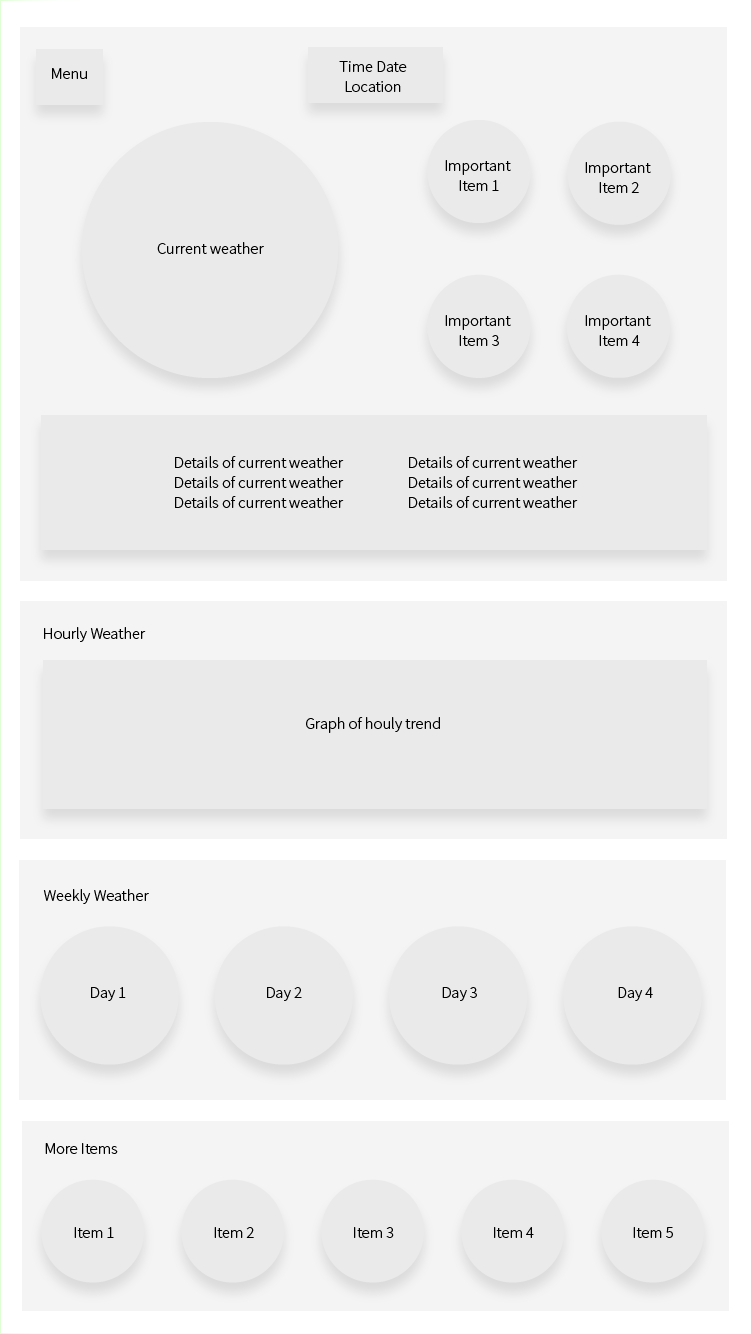 Menu
Time Date
Location
Current weather
Important
Item 1
Important
Item 2
Important
Item 3
Important
Item 4
Details of current weather
Details of current weather
Details of current weather
Details of current weather
Details of current weather
Details of current weather
Hourly Weather
Graph of houly trend
Weekly Weather
Day 1
Day 2
Day 3
Day 4
More Items
Item 1
Item 2
Item 3
Item 4
Item 5